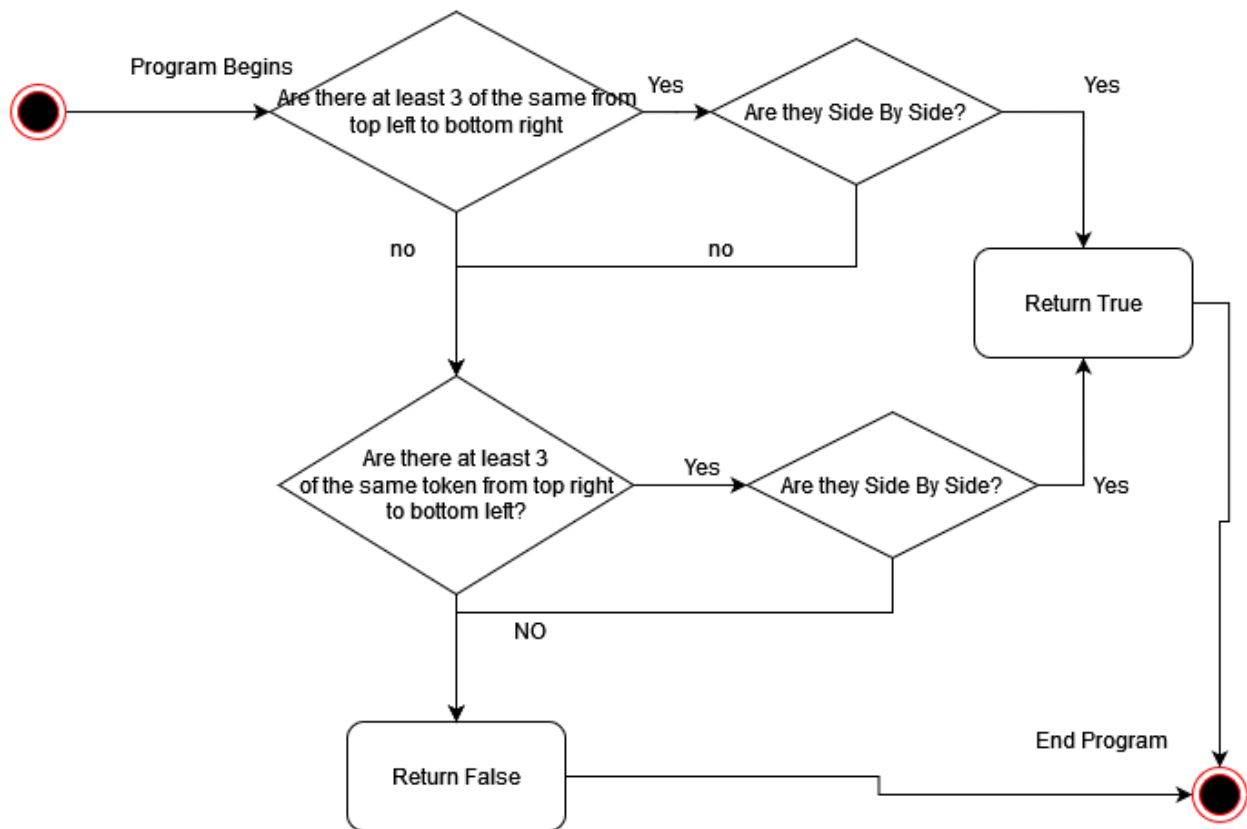 Program Begins
Are there at least 3 of the same from
top left to bottom right
Yes
Are they Side By Side?
Yes
no
no
Return True
Are there at least 3
of the same token from top right
to bottom left?
Yes
Are they Side By Side?
Yes
NO
Return False
End Program